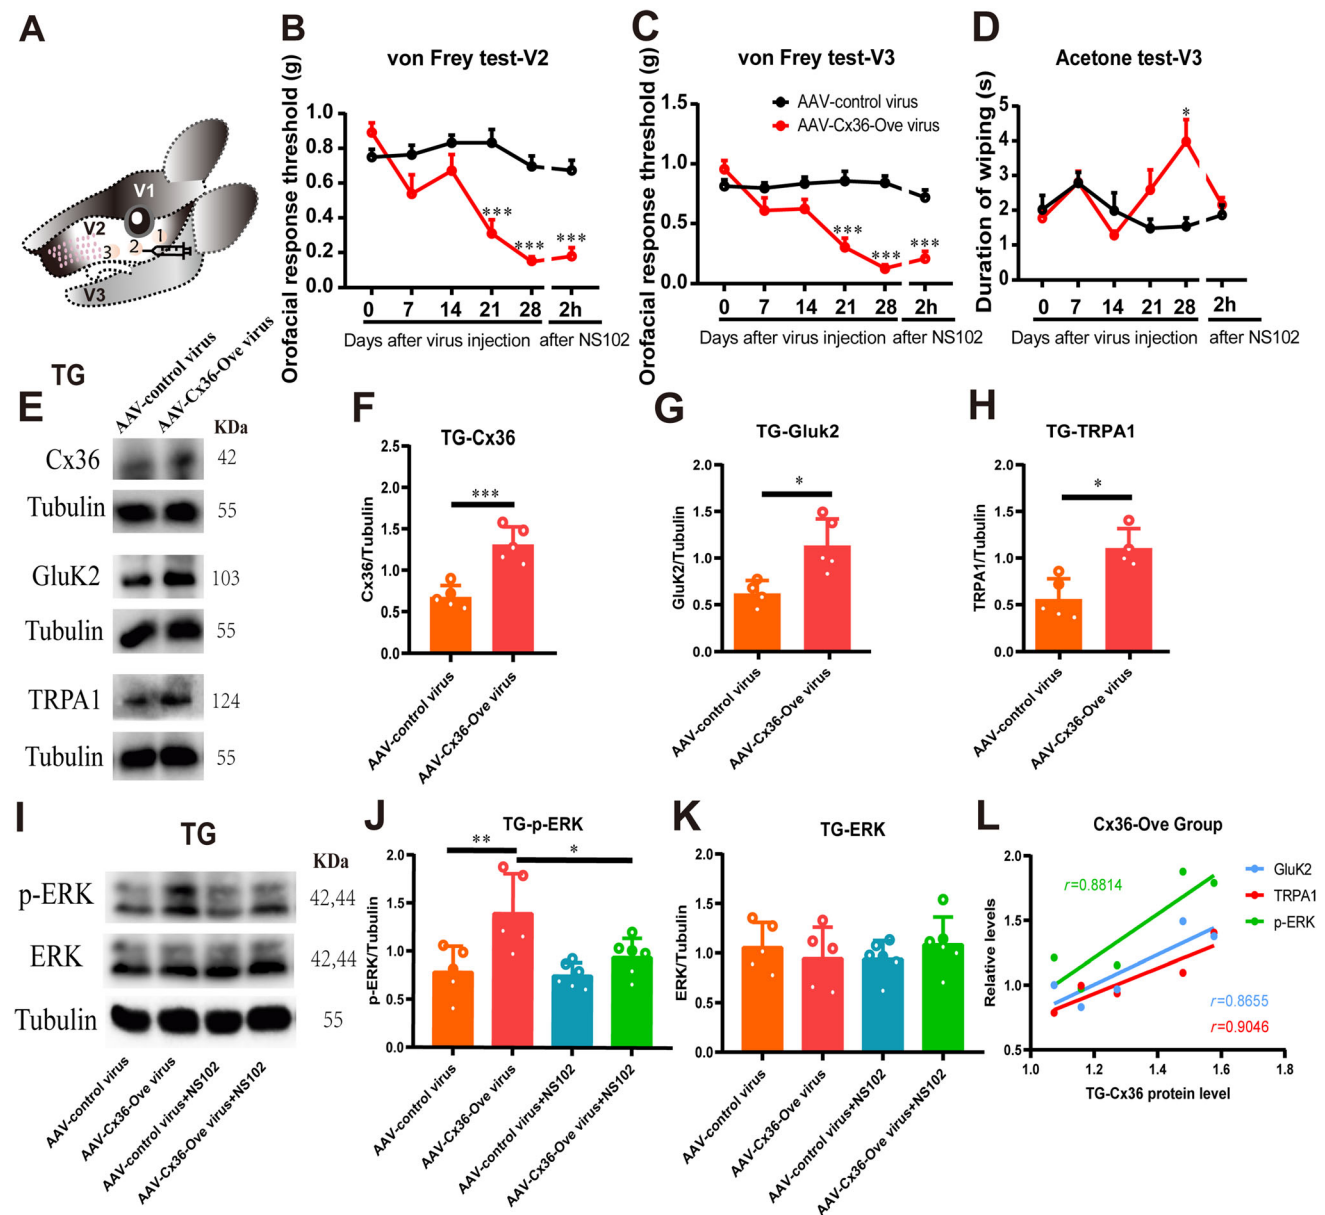 A
V1
V2
1
2
3
V3
B
von Frey test-V2
Orofacial response threshold (g)
1.0
0.8
0.6
0.4
0.2
0.0
***
***
***
0 7 14 21 28 2h
Days after virus injection after NS102
C
von Frey test-V3
Orofacial response threshold (g)
AAV-control virus
AAV-Cx36-Ove virus
1.5
1.0
0.5
0.0
***
***
***
0 7 14 21 28 2h
Days after virus injection after NS102
D
Acetone test-V3
Duration of wiping (s)
5
4
3
2
1
*
0 7 14 21 28 2h
Days after virus injection after NS102
E
TG
AAV-control virus
AAV-Cx36-Ove virus
KDa
Cx36 42
Tubulin 55
GluK2 103
Tubulin 55
TRPA1 124
Tubulin 55
F
TG-Cx36
Cx36/Tubulin
2.5
2.0
1.5
1.0
0.5
0.0
***
AAV-control virus
AAV-Cx36-Ove virus
G
TG-Gluk2
GluK2/Tubulin
2.0
1.5
1.0
0.5
0.0
*
AAV-control virus
AAV-Cx36-Ove virus
H
TG-TRPA1
TRPA1/Tubulin
2.0
1.5
1.0
0.5
0.0
*
AAV-control virus
AAV-Cx36-Ove virus
I
TG
KDa
p-ERK 42,44
ERK 42,44
Tubulin 55
AAV-control virus
AAV-Cx36-Ove virus
AAV-control virus+NS102
AAV-Cx36-Ove virus+NS102
J
TG-p-ERK
p-ERK/Tubulin
2.0
1.5
1.0
0.5
0.0
**
*
AAV-control virus
AAV-Cx36-Ove virus
AAV-control virus+NS102
AAV-Cx36-Ove virus+NS102
K
TG-ERK
ERK/Tubulin
2.0
1.5
1.0
0.5
0.0
AAV-control virus
AAV-Cx36-Ove virus
AAV-control virus+NS102
AAV-Cx36-Ove virus+NS102
L
Cx36-Ove Group
Relative levels
2.0
1.5
1.0
0.5
r=0.8814
r=0.8655
r=0.9046
GluK2
TRPA1
p-ERK
1.0 1.2 1.4 1.6 1.8
TG-Cx36 protein level